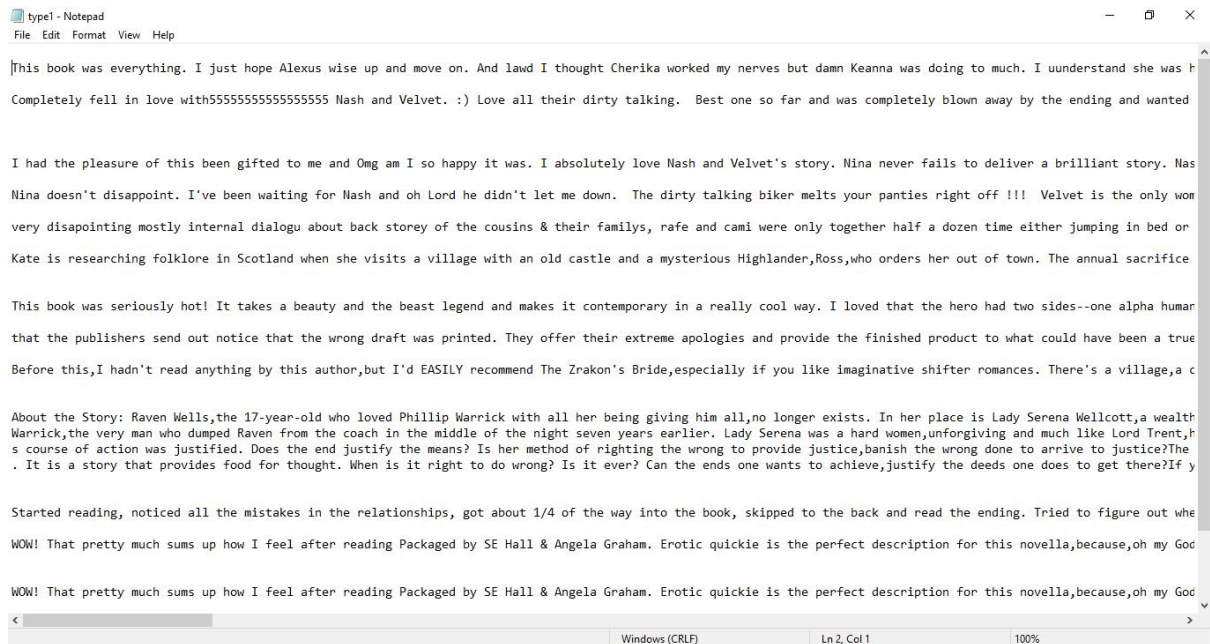 type1 - Notepad
File Edit Format View Help
This book was everything. I just hope Alexus wise up and move on. And lawd I thought Cherika worked my nerves but damn Keanna was doing to much. I uunderstand she was
Completely fell in love with55555555555555555 Nash and Velvet. :) Love all their dirty talking.  Best one so far and was completely blown away by the ending and wanted
I had the pleasure of this been gifted to me and Omg am I so happy it was. I absolutely love Nash and Velvet's story. Nina never fails to deliver a brilliant story. Nas
Nina doesn't disappoint. I've been waiting for Nash and oh Lord he didn't let me down.  The dirty talking biker melts your panties right off !!!  Velvet is the only wom
very disapointing mostly internal dialogu about back storey of the cousins & their familys, rafe and cami were only together half a dozen time either jumping in bed or
Kate is researching folklore in Scotland when she visits a village with an old castle and a mysterious Highlander,Ross,who orders her out of town. The annual sacrifice
This book was seriously hot! It takes a beauty and the beast legend and makes it contemporary in a really cool way. I loved that the hero had two sides--one alpha human
that the publishers send out notice that the wrong draft was printed. They offer their extreme apologies and provide the finished product to what could have been a true
Before this,I hadn't read anything by this author,but I'd EASILY recommend The Zrakon's Bride,especially if you like imaginative shifter romances. There's a village,a c
About the Story: Raven Wells,the 17-year-old who loved Phillip Warrick with all her being giving him all,no longer exists. In her place is Lady Serena Wellcott,a wealth
Warrick,the very man who dumped Raven from the coach in the middle of the night seven years earlier. Lady Serena was a hard women,unforgiving and much like Lord Trent,h
s course of action was justified. Does the end justify the means? Is her method of righting the wrong to provide justice,banish the wrong done to arrive to justice?The
. It is a story that provides food for thought. When is it right to do wrong? Is it ever? Can the ends one wants to achieve,justify the deeds one does to get there?If y
Started reading, noticed all the mistakes in the relationships, got about 1/4 of the way into the book, skipped to the back and read the ending. Tried to figure out whe
WOW! That pretty much sums up how I feel after reading Packaged by SE Hall & Angela Graham. Erotic quickie is the perfect description for this novella,because,oh my God
WOW! That pretty much sums up how I feel after reading Packaged by SE Hall & Angela Graham. Erotic quickie is the perfect description for this novella,because,oh my God
Windows (CRLF) Ln 2, Col 1 100%